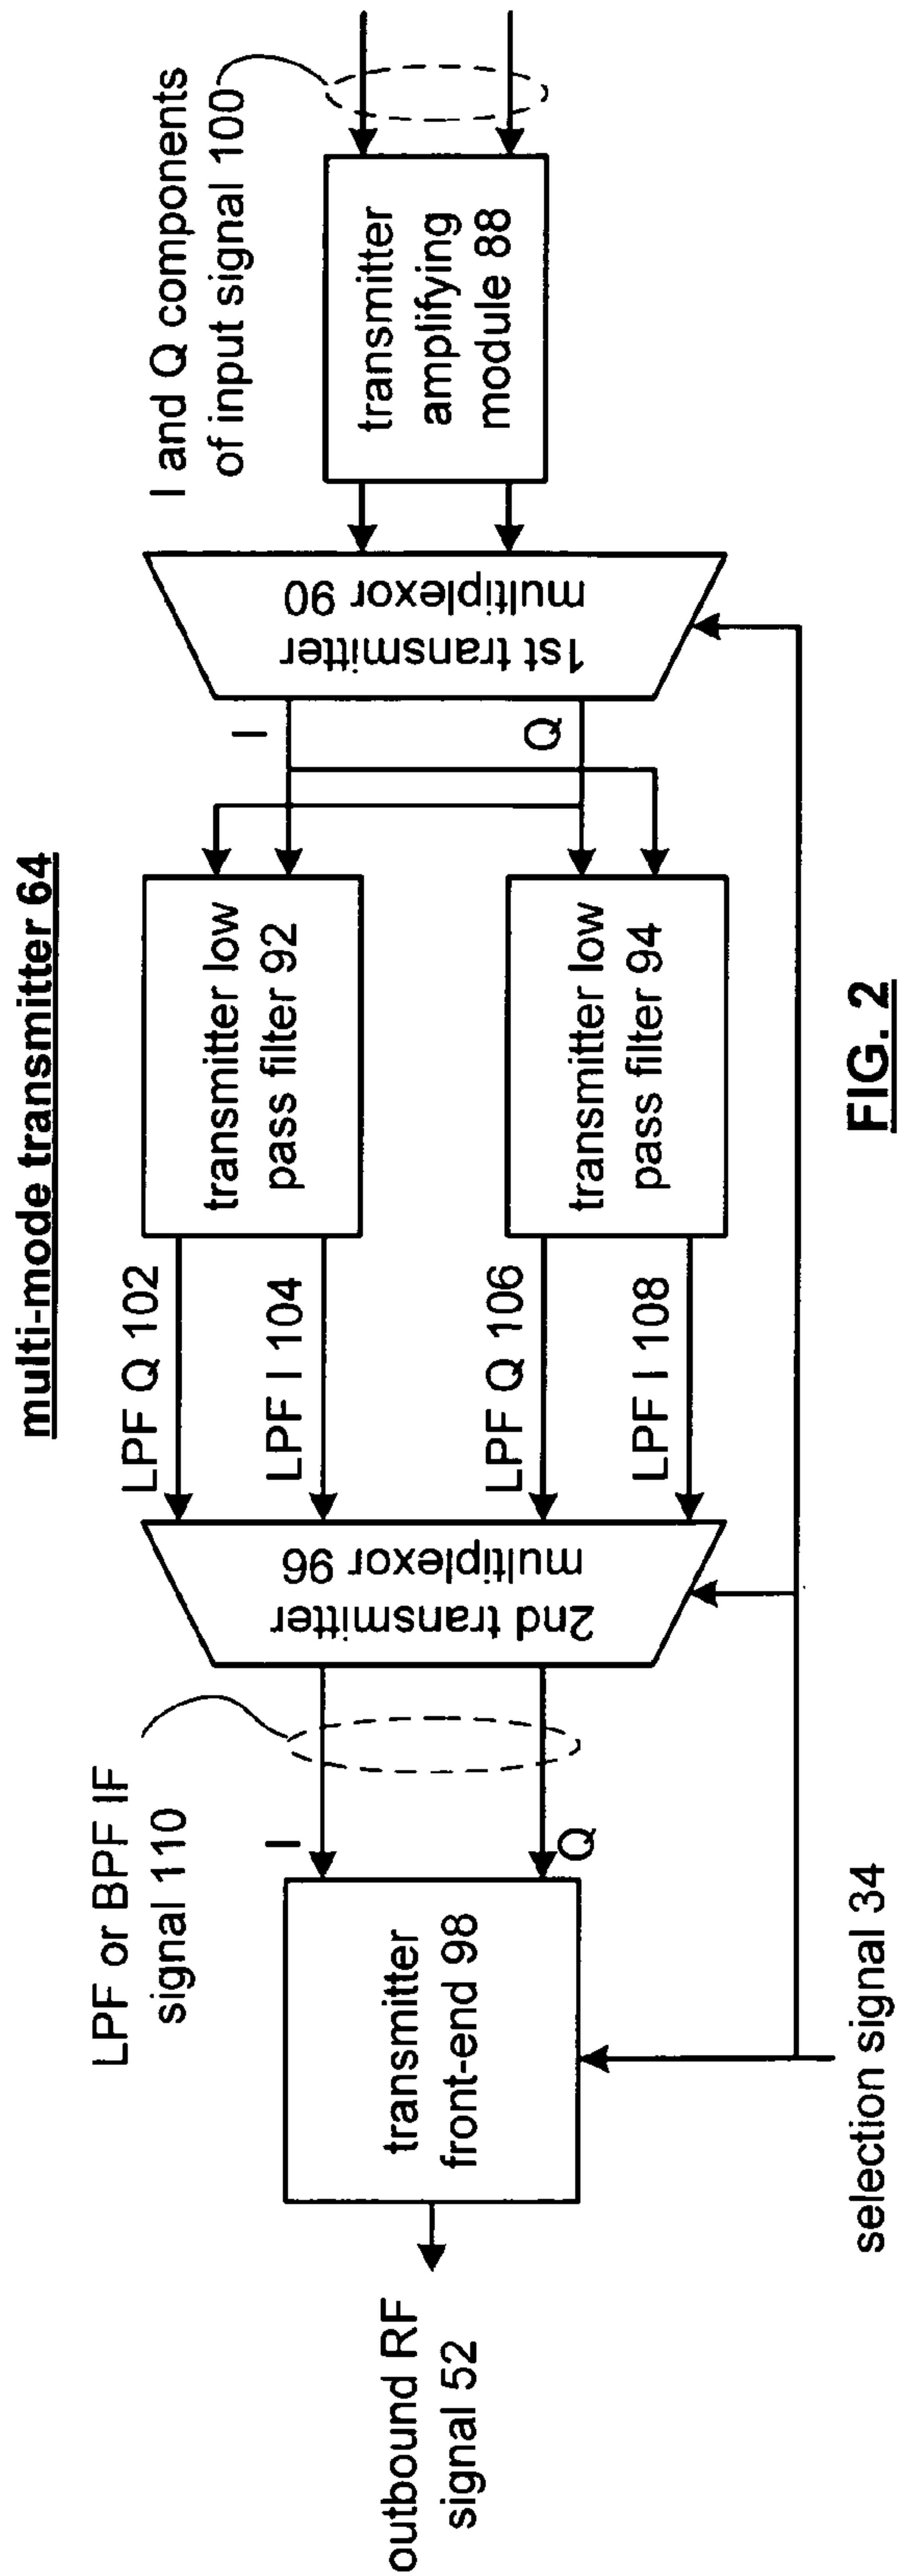 multi-mode transmitter 64
LPF or BPF IF
signal 110
LPF Q 102
LPF I 104
LPF Q 106
LPF I 108
I and Q components
of input signal 100
outbound RF
signal 52
transmitter
front-end 98
I
Q
2nd transmitter
multiplexor 96
transmitter low
pass filter 92
transmitter low
pass filter 94
I
Q
1st transmitter
multiplexor 90
transmitter
amplifying
module 88
selection signal 34
FIG. 2